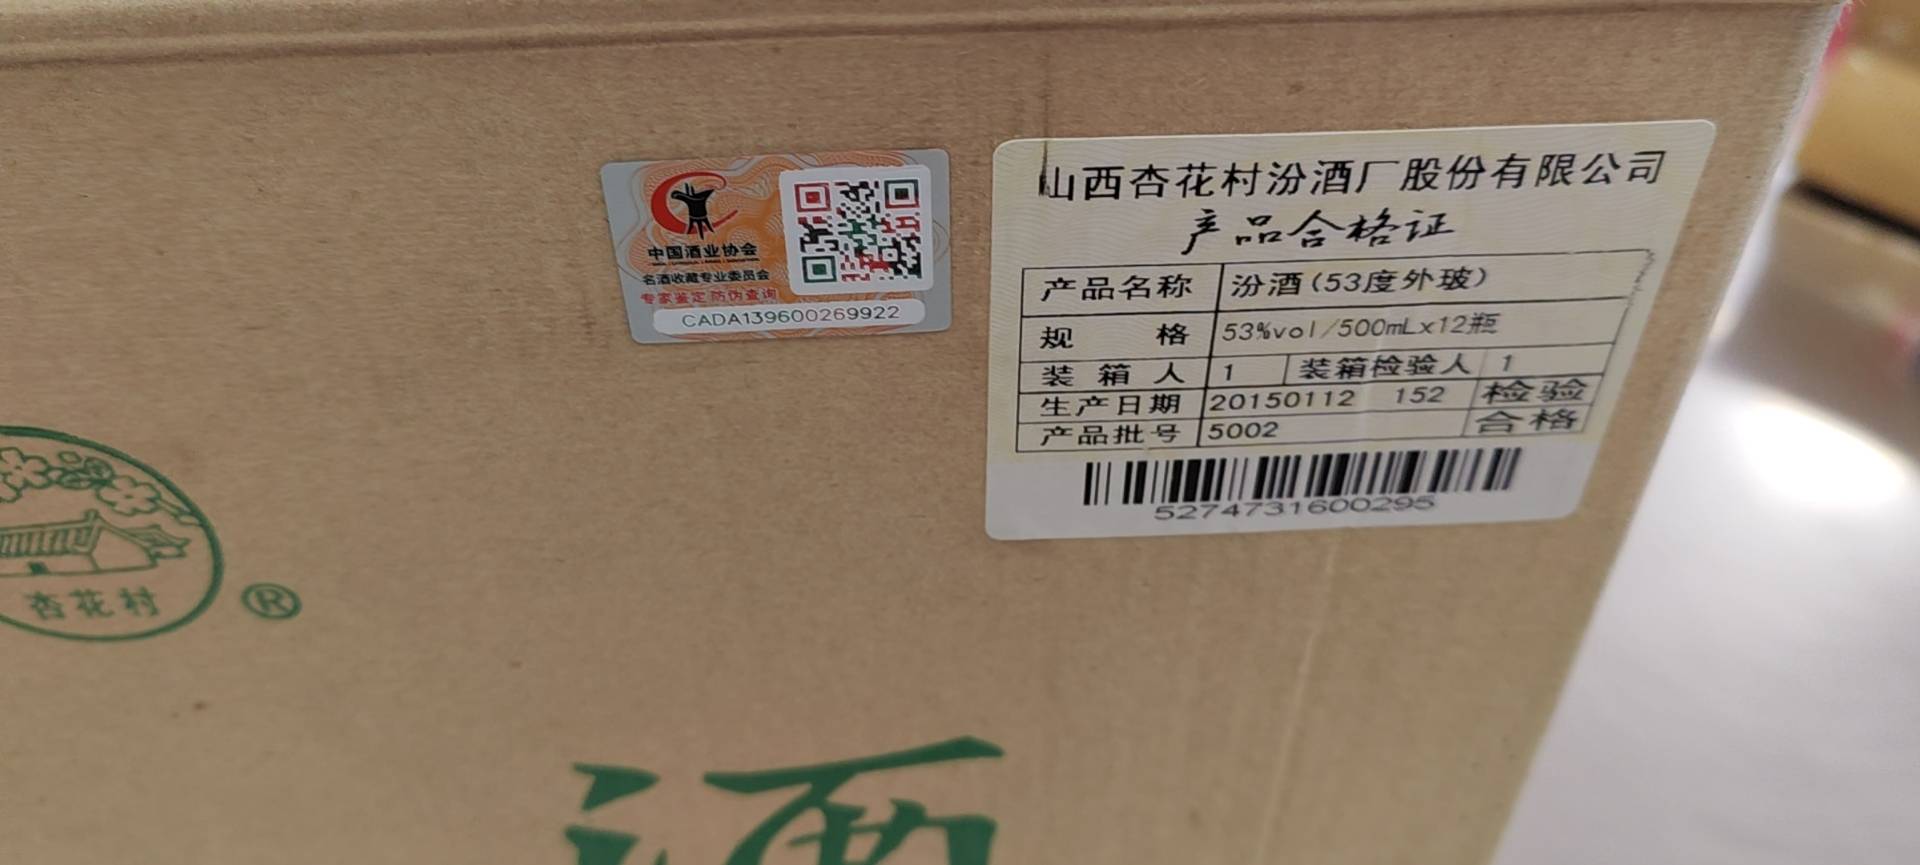 中国酒业协会
名酒收藏专业委员会
专家鉴定 防伪查询
CADA139600269922
山西杏花村汾酒厂股份有限公司
产品合格证
产品名称 汾酒(53度外玻)
规 格 53%vol/500mLx12瓶
装 箱 人 1 装箱检验人 1
生产日期 20150112 152 检验
产品批号 5002 合格
5274731600295
杏花村
®
酒